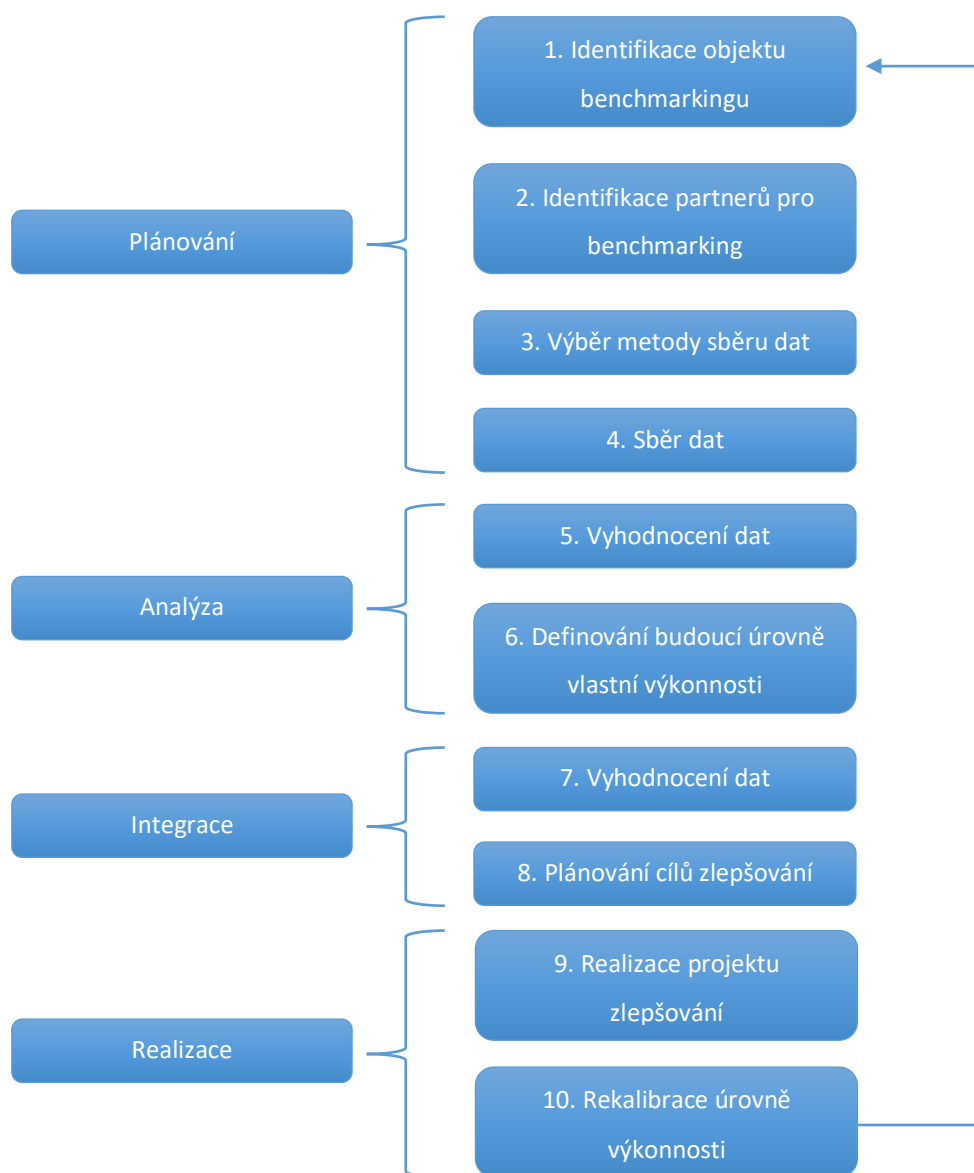 Plánování
1. Identifikace objektu
benchmarkingu
2. Identifikace partnerů pro
benchmarking
3. Výběr metody sběru dat
4. Sběr dat
Analýza
5. Vyhodnocení dat
6. Definování budoucí úrovně
vlastní výkonnosti
Integrace
7. Vyhodnocení dat
8. Plánování cílů zlepšování
Realizace
9. Realizace projektu
zlepšování
10. Rekalibrace úrovně
výkonnosti